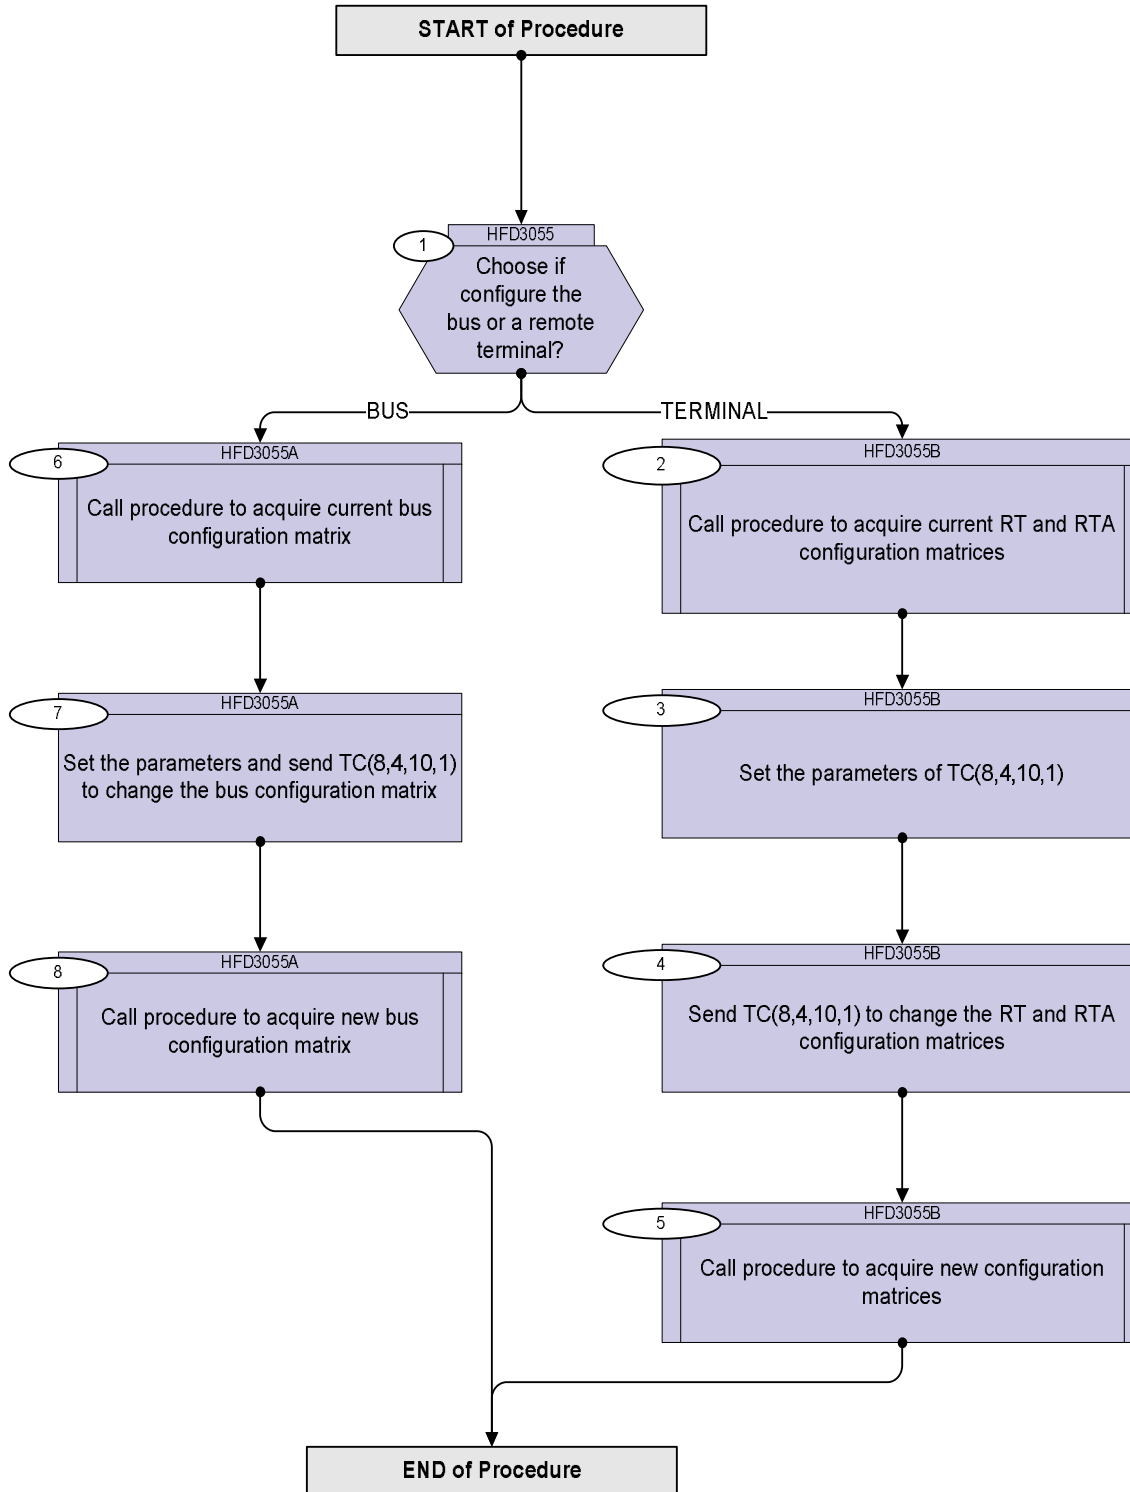 START of Procedure
HFD3055
1
Choose if
configure the
bus or a remote
terminal?
BUS
TERMINAL
HFD3055A
6
Call procedure to acquire current bus
configuration matrix
HFD3055B
2
Call procedure to acquire current RT and RTA
configuration matrices
HFD3055A
7
Set the parameters and send TC(8,4,10,1)
to change the bus configuration matrix
HFD3055B
3
Set the parameters of TC(8,4,10,1)
HFD3055A
8
Call procedure to acquire new bus
configuration matrix
HFD3055B
4
Send TC(8,4,10,1) to change the RT and RTA
configuration matrices
HFD3055B
5
Call procedure to acquire new configuration
matrices
END of Procedure